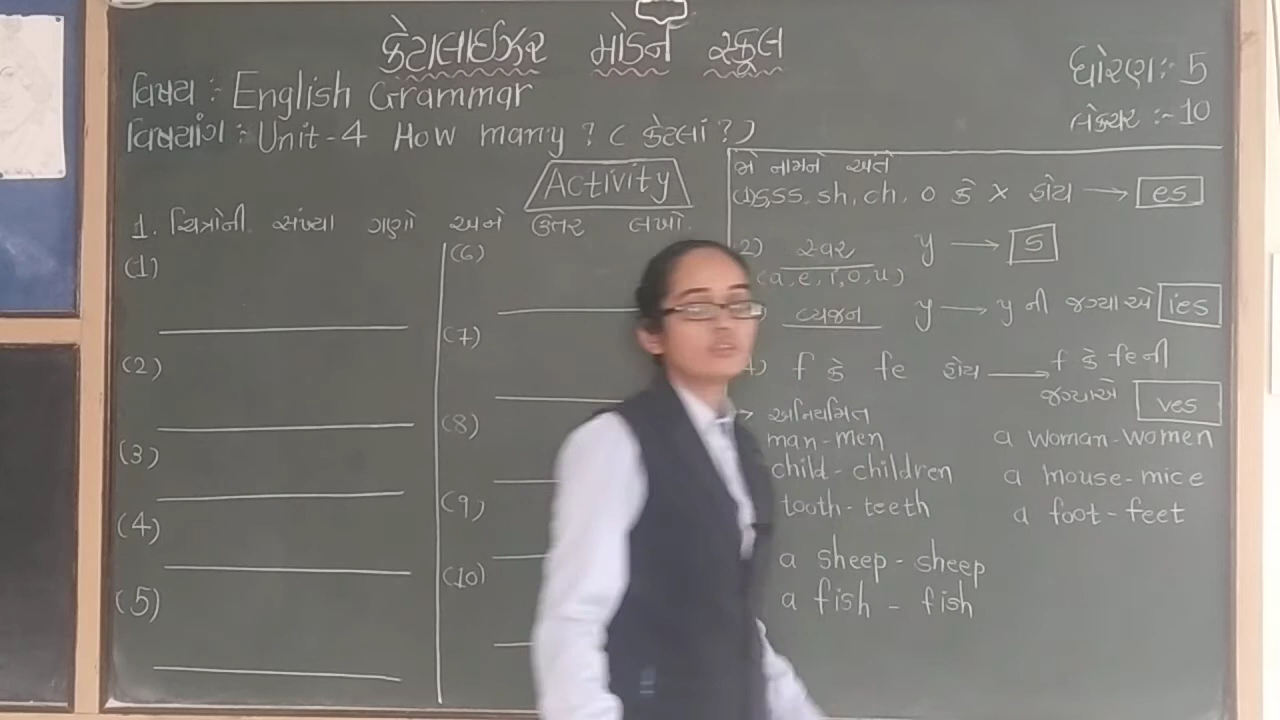 કેટાલાઈઝર મોડર્ન સ્કૂલ
વિષય : English Grammar
ધોરણ :- 5
વિષયાંગ : Unit-4 How many ? ( કેટલાં ? )
લેક્ચર :- 10
Activity
1. ચિત્રોની સંખ્યા ગણો અને ઉત્તર લખો.
(1)
(2)
(3)
(4)
(5)
(6)
(7)
(8)
(9)
(10)
જે નામને અંતે
s, ss, sh, ch, o કે x હોય → es
2) સ્વર y → s
(a, e, i, o, u)
વ્યંજન y → y ની જગ્યાએ ies
f કે fe હોય → f કે fe ની
જગ્યાએ ves
→ અનિયમિત
man - men a woman - women
child - children a mouse - mice
tooth - teeth a foot - feet
a sheep - sheep
a fish - fish